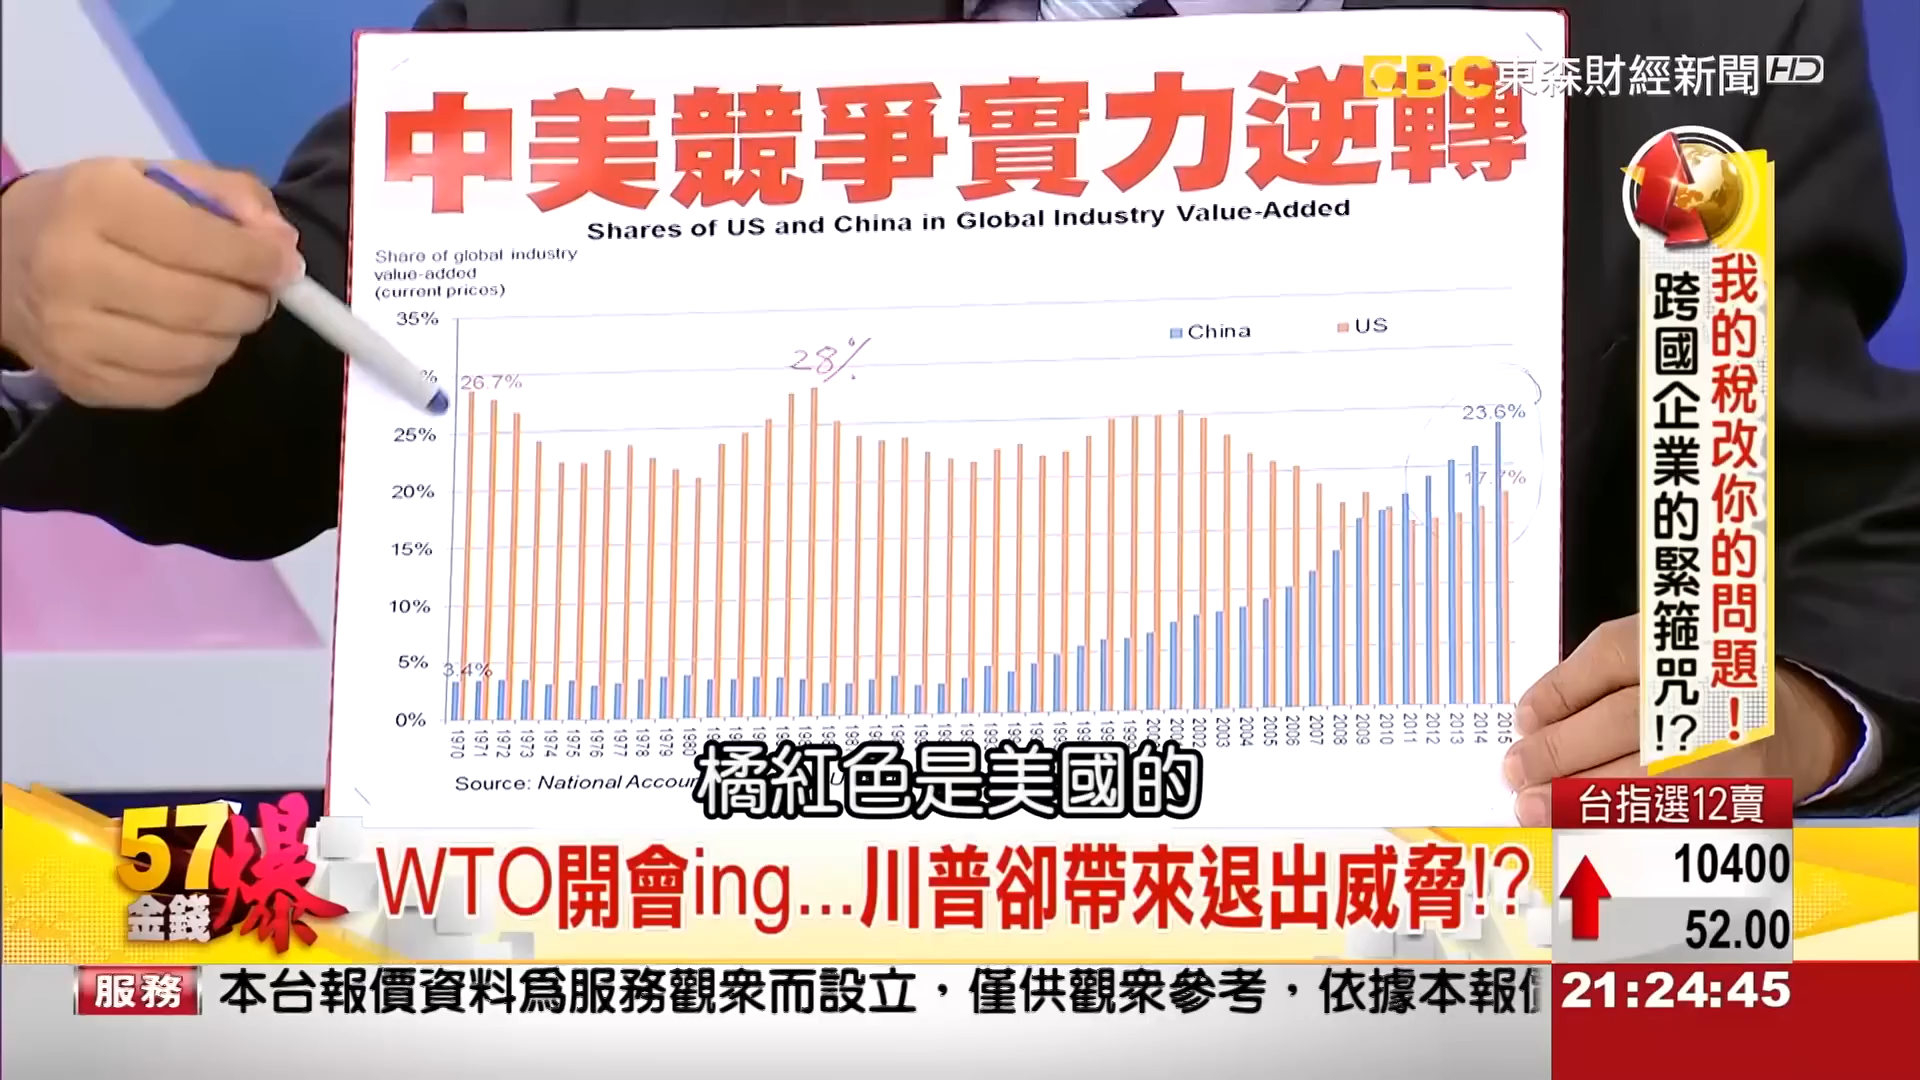 EBC東森財經新聞HD
中美競爭實力逆轉
Shares of US and China in Global Industry Value-Added
Share of global industry
value-added
(current prices)
China
US
35%
25%
20%
15%
10%
5%
0%
26.7%
28%
23.6%
17.7%
3.4%
1970 1971 1972 1973 1974 1975 1976 1977 1978 1979 1980
2002 2003 2004 2005 2006 2007 2008 2009 2010 2011 2012 2013 2014 2015
Source: National Accou
橘紅色是美國的
我的稅改你的問題!
跨國企業的緊箍咒!?
57金錢爆
WTO開會ing...川普卻帶來退出威脅!?
台指選12賣
10400
52.00
服務
本台報價資料為服務觀眾而設立,僅供觀眾參考,依據本報價
21:24:45